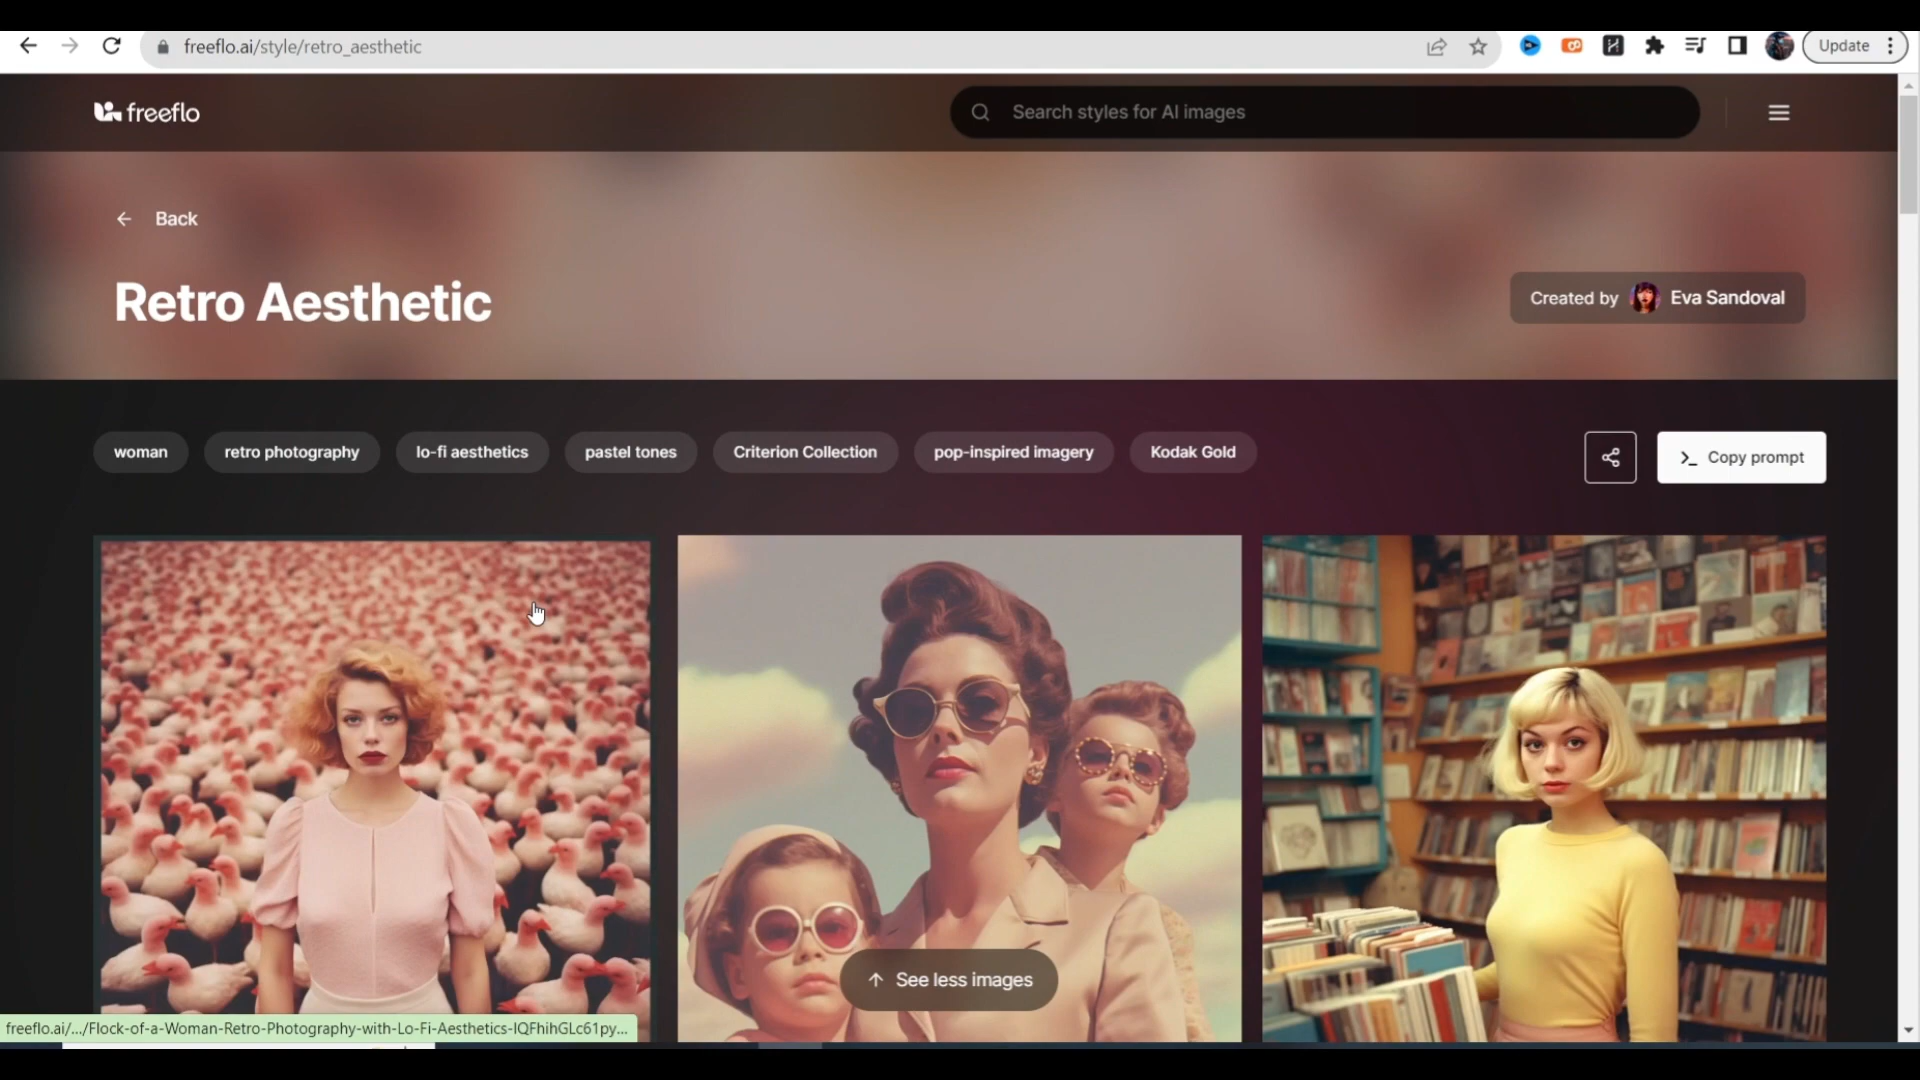 freeflo.ai/style/retro_aesthetic
Update
freeflo
Search styles for AI images
Back
Retro Aesthetic
Created by Eva Sandoval
woman
retro photography
lo-fi aesthetics
pastel tones
Criterion Collection
pop-inspired imagery
Kodak Gold
>_ Copy prompt
See less images
freeflo.ai/.../Flock-of-a-Woman-Retro-Photography-with-Lo-Fi-Aesthetics-IQFhihGLc61py...